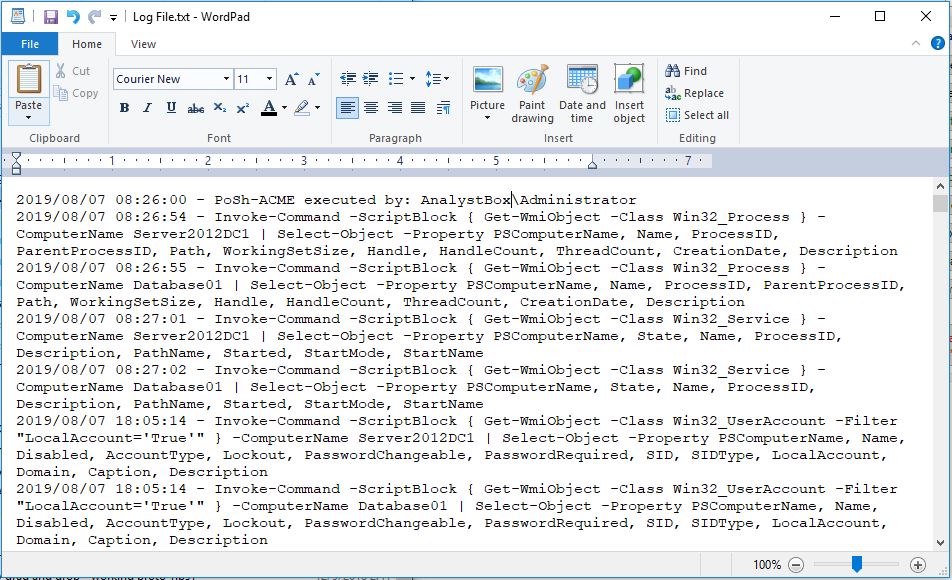 Log File.txt - WordPad
File Home View
Paste
Cut
Copy
Clipboard
Courier New 11
B I U abc X₂ X² A
Font
Paragraph
Picture
Paint drawing
Date and time
Insert object
Insert
Find
Replace
Select all
Editing
1 2 3 4 5 7
2019/08/07 08:26:00 - PoSh-ACME executed by: AnalystBox\Administrator
2019/08/07 08:26:54 - Invoke-Command -ScriptBlock { Get-WmiObject -Class Win32_Process } -
ComputerName Server2012DC1 | Select-Object -Property PSComputerName, Name, ProcessID,
ParentProcessID, Path, WorkingSetSize, Handle, HandleCount, ThreadCount, CreationDate, Description
2019/08/07 08:26:55 - Invoke-Command -ScriptBlock { Get-WmiObject -Class Win32_Process } -
ComputerName Database01 | Select-Object -Property PSComputerName, Name, ProcessID, ParentProcessID,
Path, WorkingSetSize, Handle, HandleCount, ThreadCount, CreationDate, Description
2019/08/07 08:27:01 - Invoke-Command -ScriptBlock { Get-WmiObject -Class Win32_Service } -
ComputerName Server2012DC1 | Select-Object -Property PSComputerName, State, Name, ProcessID,
Description, PathName, Started, StartMode, StartName
2019/08/07 08:27:02 - Invoke-Command -ScriptBlock { Get-WmiObject -Class Win32_Service } -
ComputerName Database01 | Select-Object -Property PSComputerName, State, Name, ProcessID,
Description, PathName, Started, StartMode, StartName
2019/08/07 18:05:14 - Invoke-Command -ScriptBlock { Get-WmiObject -Class Win32_UserAccount -Filter
"LocalAccount='True'" } -ComputerName Server2012DC1 | Select-Object -Property PSComputerName, Name,
Disabled, AccountType, Lockout, PasswordChangeable, PasswordRequired, SID, SIDType, LocalAccount,
Domain, Caption, Description
2019/08/07 18:05:14 - Invoke-Command -ScriptBlock { Get-WmiObject -Class Win32_UserAccount -Filter
"LocalAccount='True'" } -ComputerName Database01 | Select-Object -Property PSComputerName, Name,
Disabled, AccountType, Lockout, PasswordChangeable, PasswordRequired, SID, SIDType, LocalAccount,
Domain, Caption, Description
100%